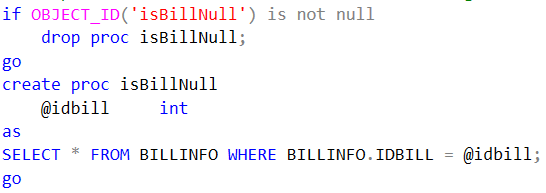 if OBJECT_ID('isBillNull') is not null
    drop proc isBillNull;
go
create proc isBillNull
    @idbill     int
as
SELECT * FROM BILLINFO WHERE BILLINFO.IDBILL = @idbill;
go